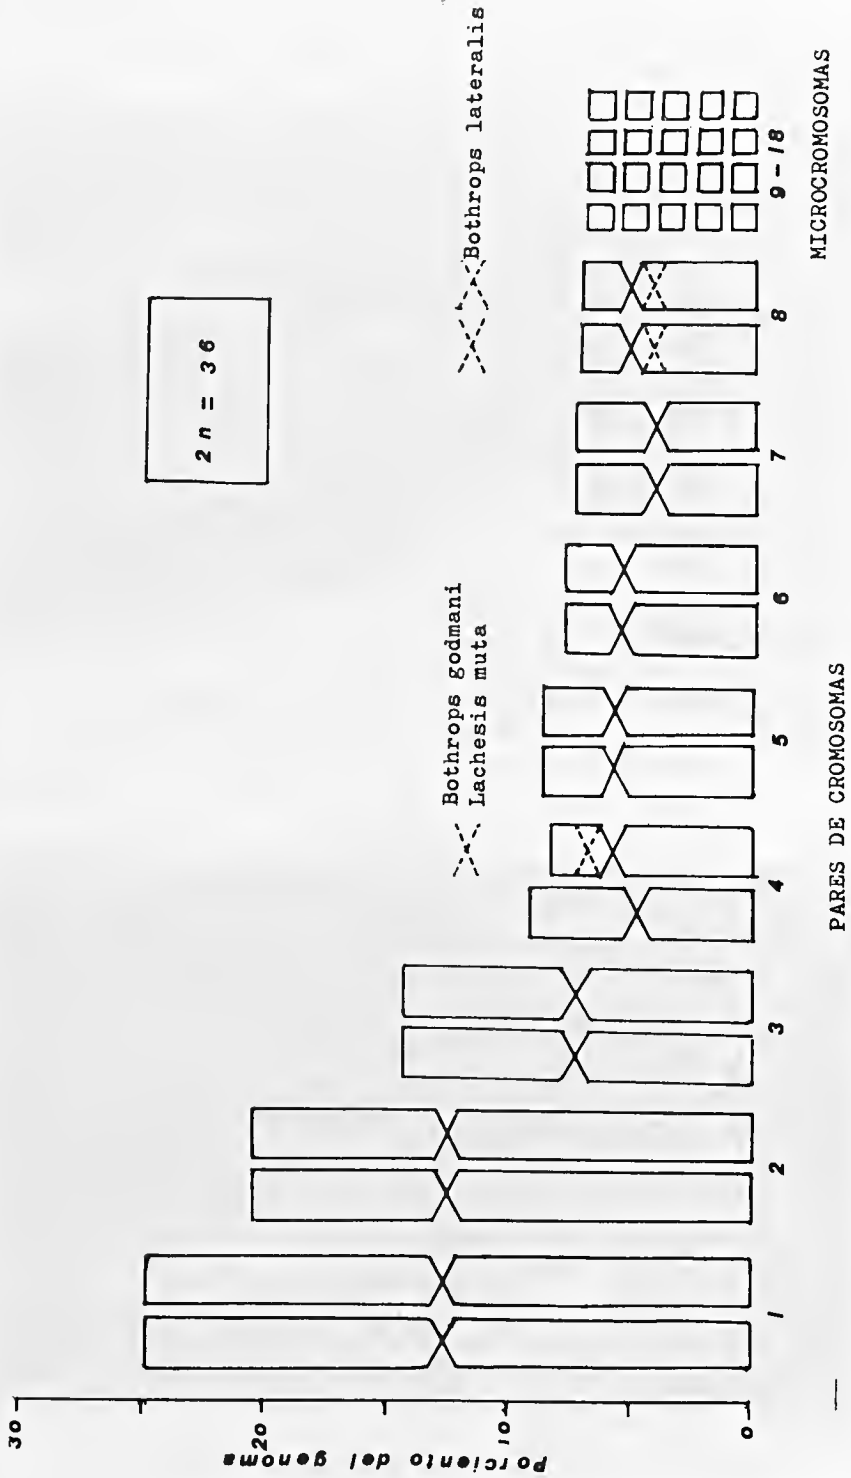 Porciento del genoma
30
20
10
0
2n = 36
Bothrops godmani
Lachesis muta
Bothrops lateralis
1
2
3
4
5
6
7
8
9-18
PARES DE CROMOSOMAS
MICROCROMOSOMAS